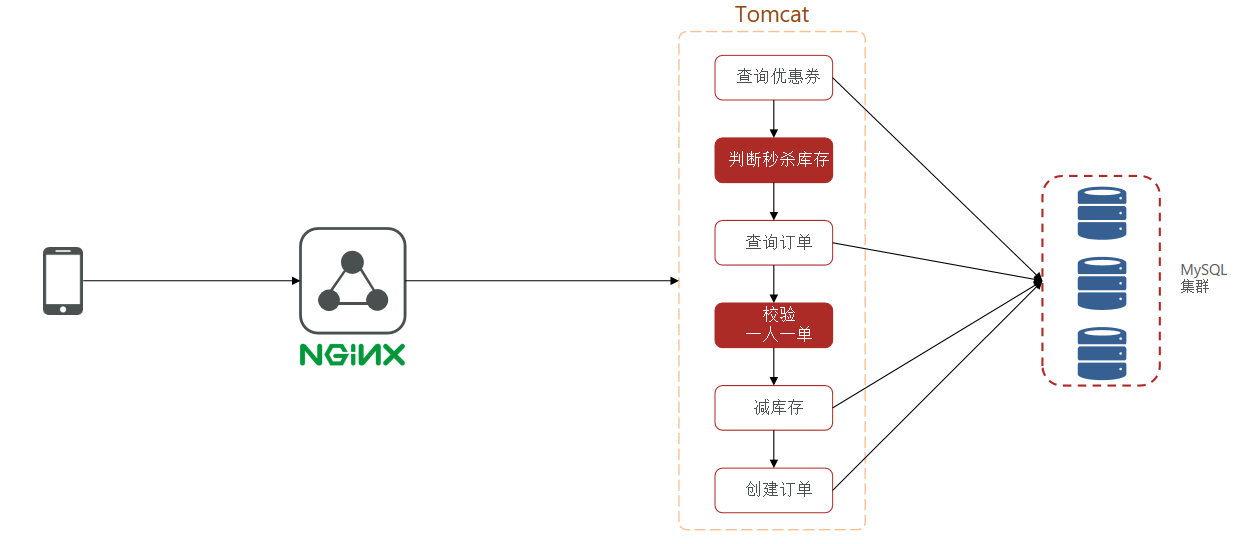 Tomcat
查询优惠券
判断秒杀库存
查询订单
校验
一人一单
减库存
创建订单
NGiNX
MySQL
集群